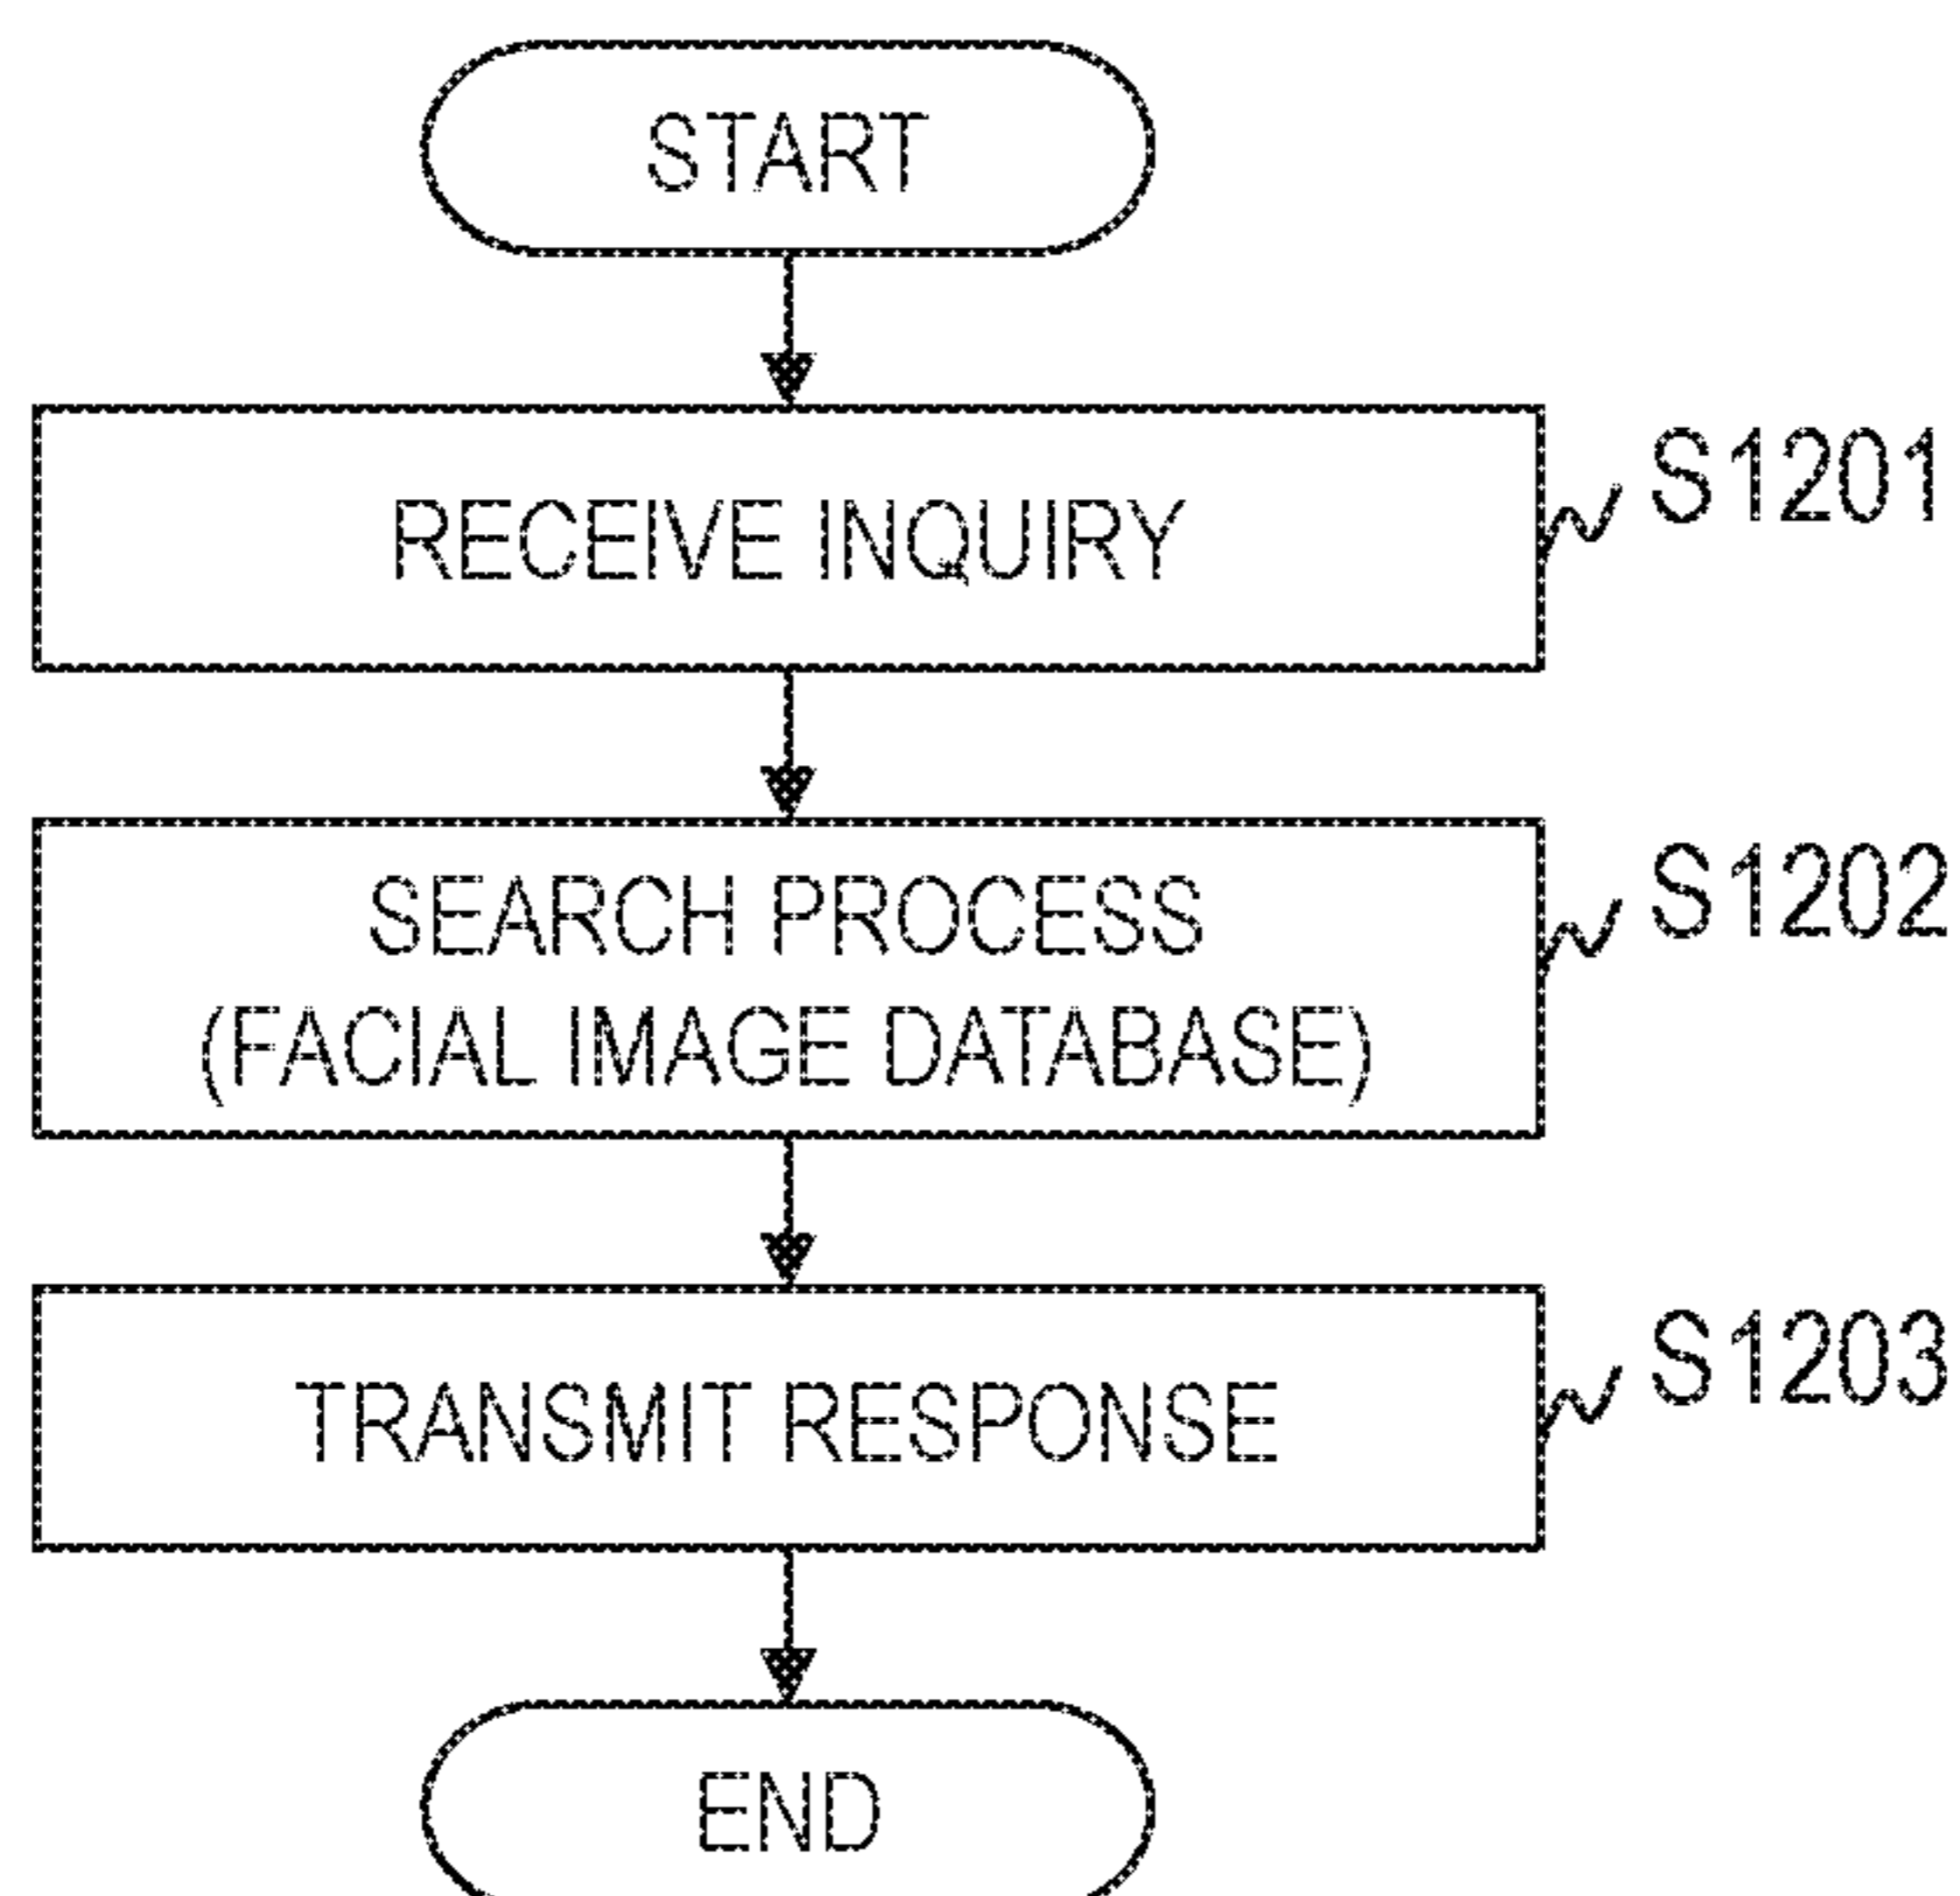 START
RECEIVE INQUIRY
S1201
SEARCH PROCESS
(FACIAL IMAGE DATABASE)
S1202
TRANSMIT RESPONSE
S1203
END